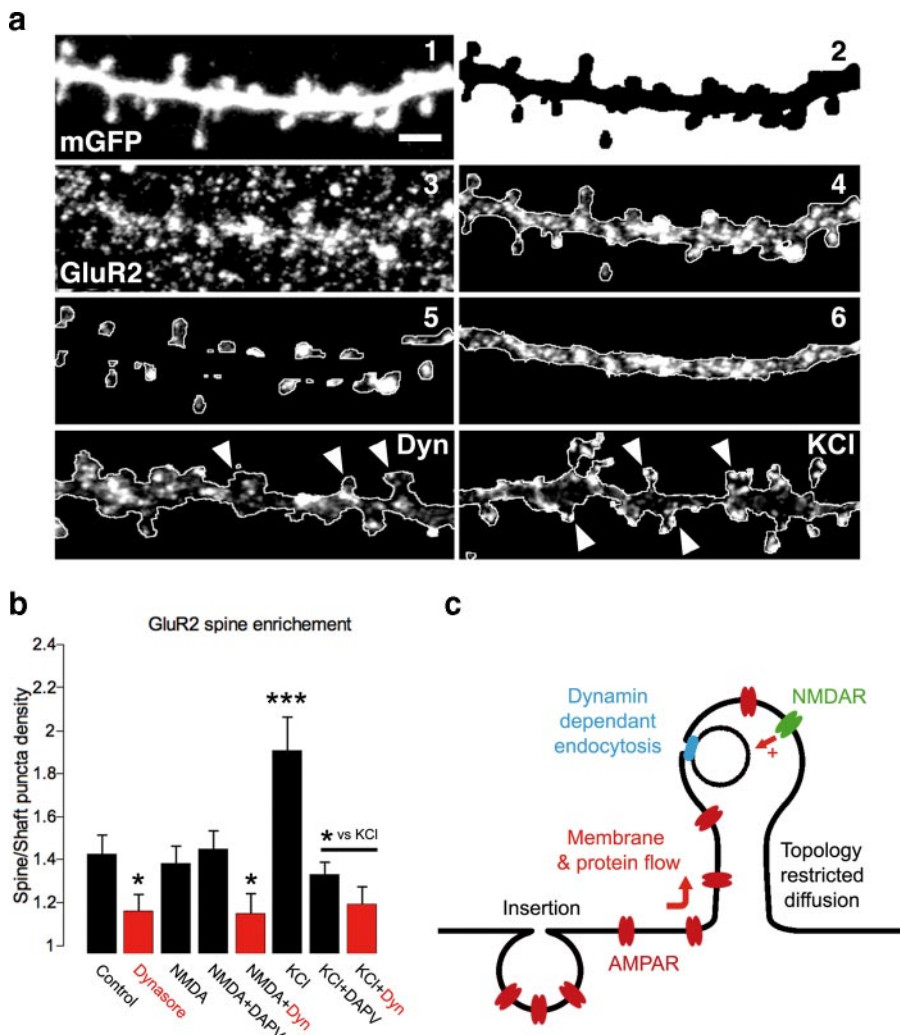 a
1
mGFP
2
3
GluR2
4
5
6
Dyn
KCl
b
GluR2 spine enrichement
Spine/Shaft puncta density
2.4
2.2
2
1.8
1.6
1.4
1.2
1
*
*
***
* vs KCl
Control
Dynasore
NMDA
NMDA+DAPV
NMDA+Dyn
KCl
KCl+DAPV
KCl+Dyn
c
Dynamin
dependant
endocytosis
NMDAR
+
Membrane
& protein flow
Topology
restricted
diffusion
Insertion
AMPAR